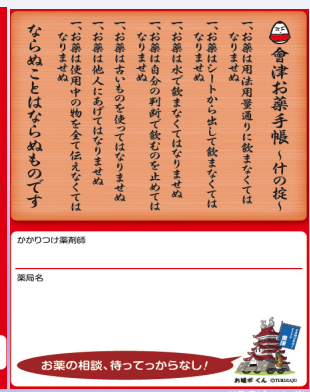 會津お薬手帳 ~什の掟~
一、お薬は用法用量通りに飲まなくては
なりませぬ
一、お薬はシートから出して飲まなくては
なりませぬ
一、お薬は水で飲まなくてはなりませぬ
一、お薬は自分の判断で飲むのを止めては
なりませぬ
一、お薬は古いものを使ってはなりませぬ
一、お薬は他人にあげてはなりませぬ
一、お薬は使用中の物を全て伝えなくては
なりませぬ
ならぬことはならぬものです
かかりつけ薬剤師
薬局名
お薬の相談、待ってっからなし!
お城ボくん ©TURUGAJO